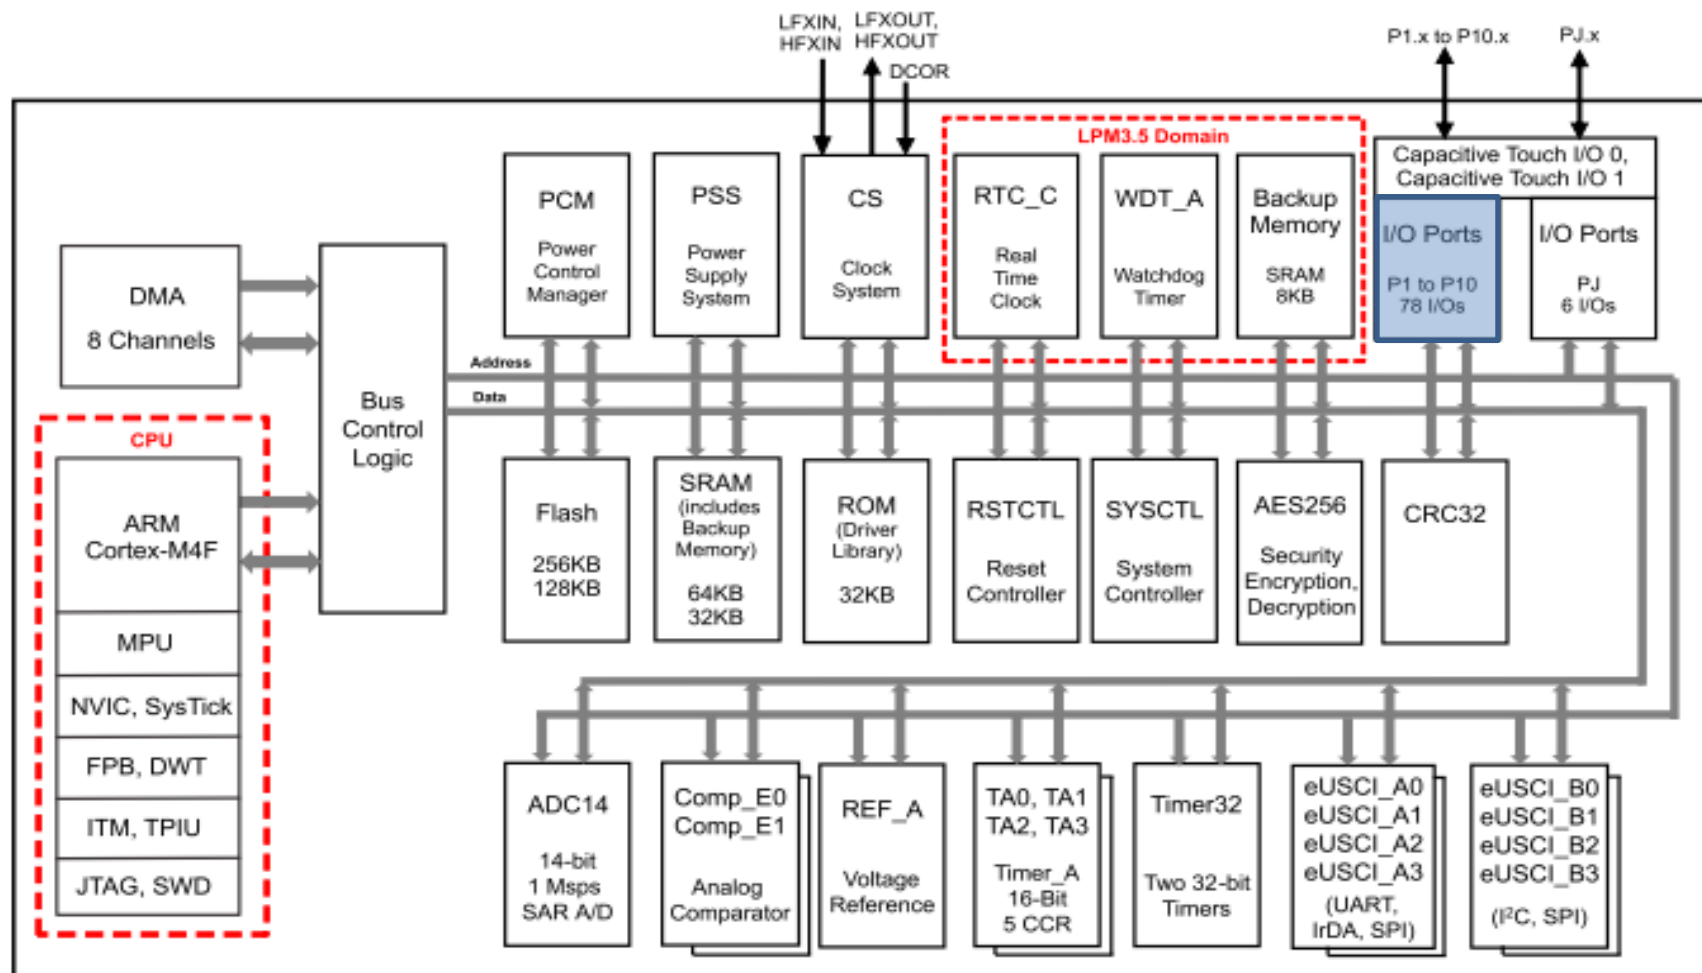 LFXIN,
HFXIN
LFXOUT,
HFXOUT
DCOR
P1.x to P10.x
PJ.x
LPM3.5 Domain
Capacitive Touch I/O 0,
Capacitive Touch I/O 1
PCM
Power
Control
Manager
PSS
Power
Supply
System
CS
Clock
System
RTC_C
Real
Time
Clock
WDT_A
Watchdog
Timer
Backup
Memory
SRAM
8KB
I/O Ports
P1 to P10
78 I/Os
I/O Ports
PJ
6 I/Os
DMA
8 Channels
Bus
Control
Logic
Address
Data
CPU
ARM
Cortex-M4F
MPU
NVIC, SysTick
FPB, DWT
ITM, TPIU
JTAG, SWD
Flash
256KB
128KB
SRAM
(includes
Backup
Memory)
64KB
32KB
ROM
(Driver
Library)
32KB
RSTCTL
Reset
Controller
SYSCTL
System
Controller
AES256
Security
Encryption,
Decryption
CRC32
ADC14
14-bit
1 Msps
SAR A/D
Comp_E0
Comp_E1
Analog
Comparator
REF_A
Voltage
Reference
TA0, TA1
TA2, TA3
Timer_A
16-Bit
5 CCR
Timer32
Two 32-bit
Timers
eUSCI_A0
eUSCI_A1
eUSCI_A2
eUSCI_A3
(UART,
IrDA, SPI)
eUSCI_B0
eUSCI_B1
eUSCI_B2
eUSCI_B3
(I²C, SPI)